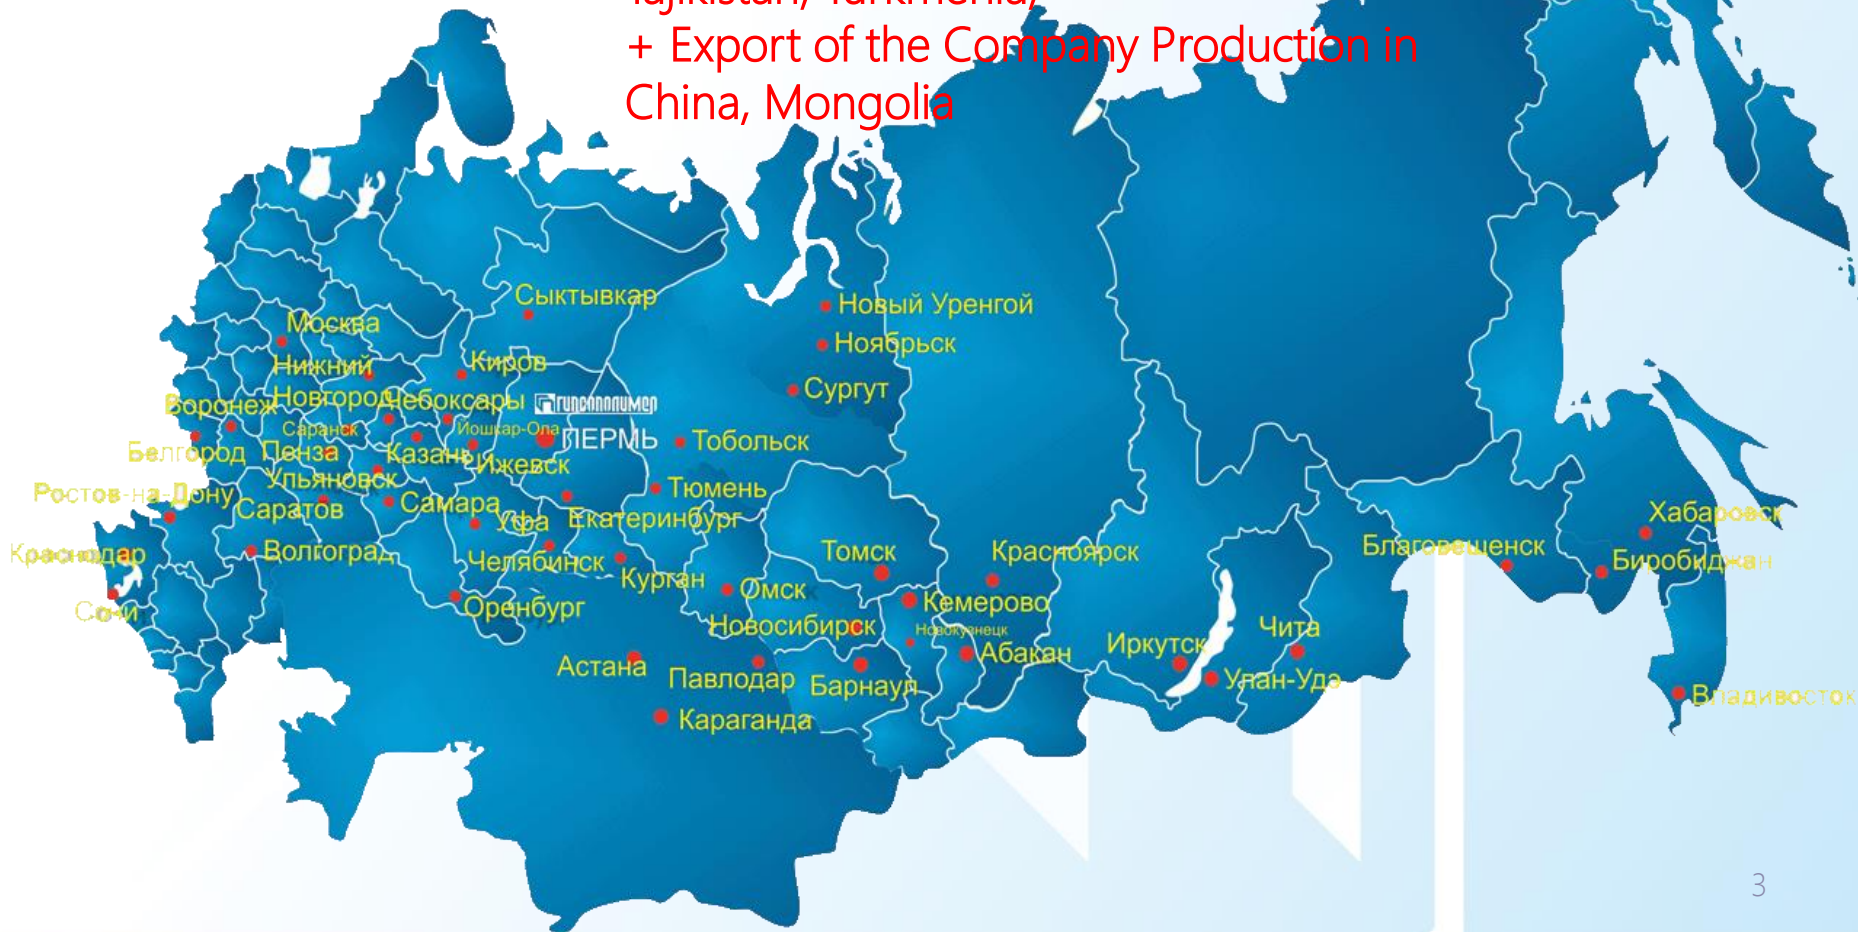 Tajikistan, Turkmenia,
+ Export of the Company Production in
China, Mongolia
Сыктывкар
Новый Уренгой
Москва
Ноябрьск
Нижний
Новгород
Киров
Сургут
Чебоксары
Воронеж
Саранск
Йошкар-Ола
ПЕРМЬ
Тобольск
Белгород
Пенза
Казань
Ижевск
Ульяновск
Тюмень
Ростов-на-Дону
Саратов
Самара
Уфа
Екатеринбург
Хабаровск
Краснодар
Волгоград
Челябинск
Томск
Красноярск
Благовещенск
Биробиджан
Курган
Омск
Кемерово
Сочи
Оренбург
Новосибирск
Новокузнецк
Чита
Астана
Павлодар
Барнаул
Абакан
Иркутск
Улан-Удэ
Владивосток
Караганда
3